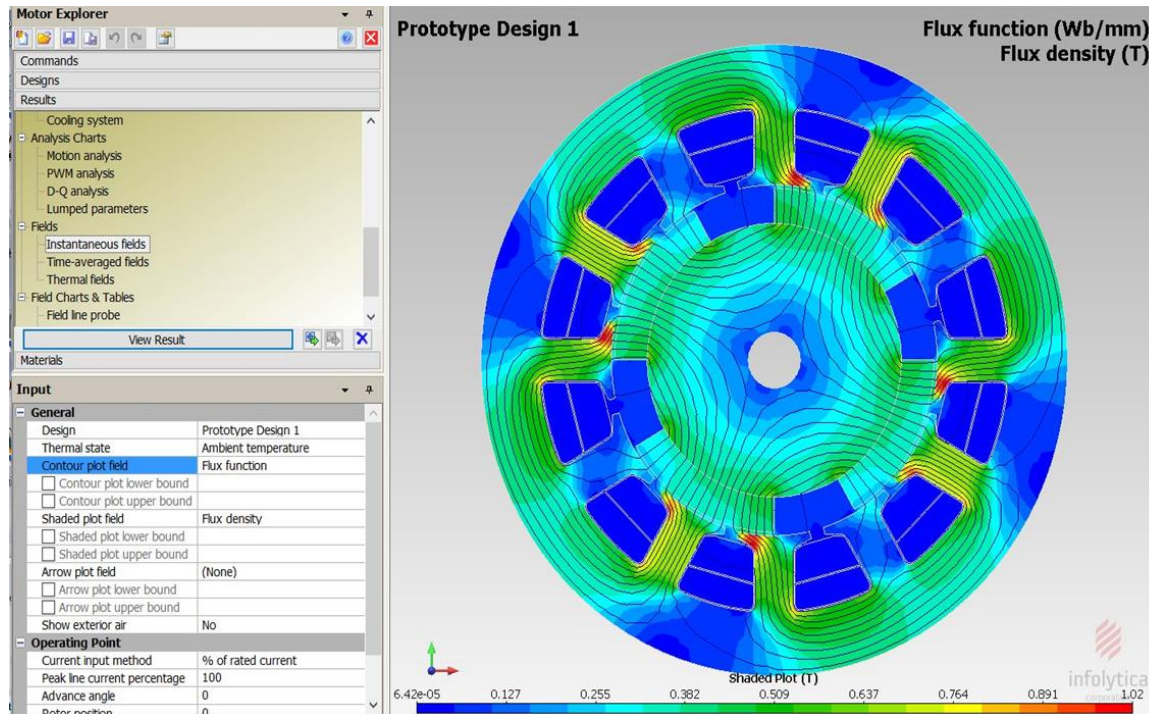 Motor Explorer
Commands
Designs
Results
Cooling system
Analysis Charts
Motion analysis
PWM analysis
D-Q analysis
Lumped parameters
Fields
Instantaneous fields
Time-averaged fields
Thermal fields
Field Charts & Tables
Field line probe
View Result
Materials
Input
General
Design Prototype Design 1
Thermal state Ambient temperature
Contour plot field Flux function
Contour plot lower bound
Contour plot upper bound
Shaded plot field Flux density
Shaded plot lower bound
Shaded plot upper bound
Arrow plot field (None)
Arrow plot lower bound
Arrow plot upper bound
Show exterior air No
Operating Point
Current input method % of rated current
Peak line current percentage 100
Advance angle 0
Rotor position 0
Prototype Design 1
Flux function (Wb/mm)
Flux density (T)
infolytica
corporation
Shaded Plot (T)
6.42e-05 0.127 0.255 0.382 0.509 0.637 0.764 0.891 1.02